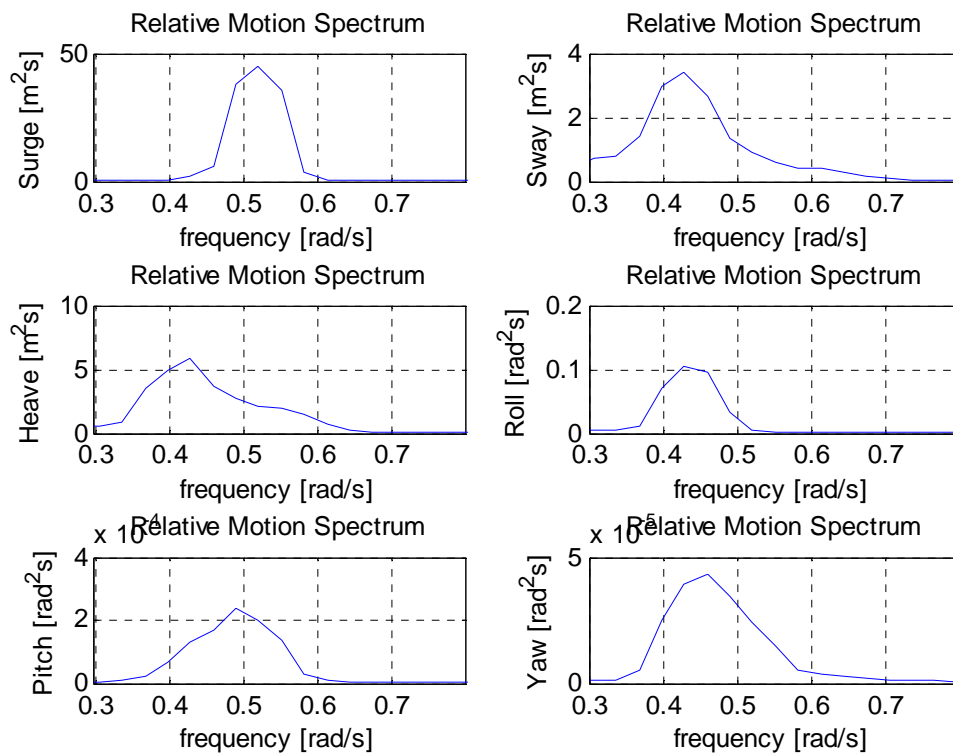 Relative Motion Spectrum
50
0
Surge [m²s]
0.3 0.4 0.5 0.6 0.7
frequency [rad/s]
Relative Motion Spectrum
4
2
0
Sway [m²s]
0.3 0.4 0.5 0.6 0.7
frequency [rad/s]
Relative Motion Spectrum
10
5
0
Heave [m²s]
0.3 0.4 0.5 0.6 0.7
frequency [rad/s]
Relative Motion Spectrum
0.2
0.1
0
Roll [rad²s]
0.3 0.4 0.5 0.6 0.7
frequency [rad/s]
x 10⁻⁴
Relative Motion Spectrum
4
2
0
Pitch [rad²s]
0.3 0.4 0.5 0.6 0.7
frequency [rad/s]
x 10⁻⁵
Relative Motion Spectrum
5
0
Yaw [rad²s]
0.3 0.4 0.5 0.6 0.7
frequency [rad/s]